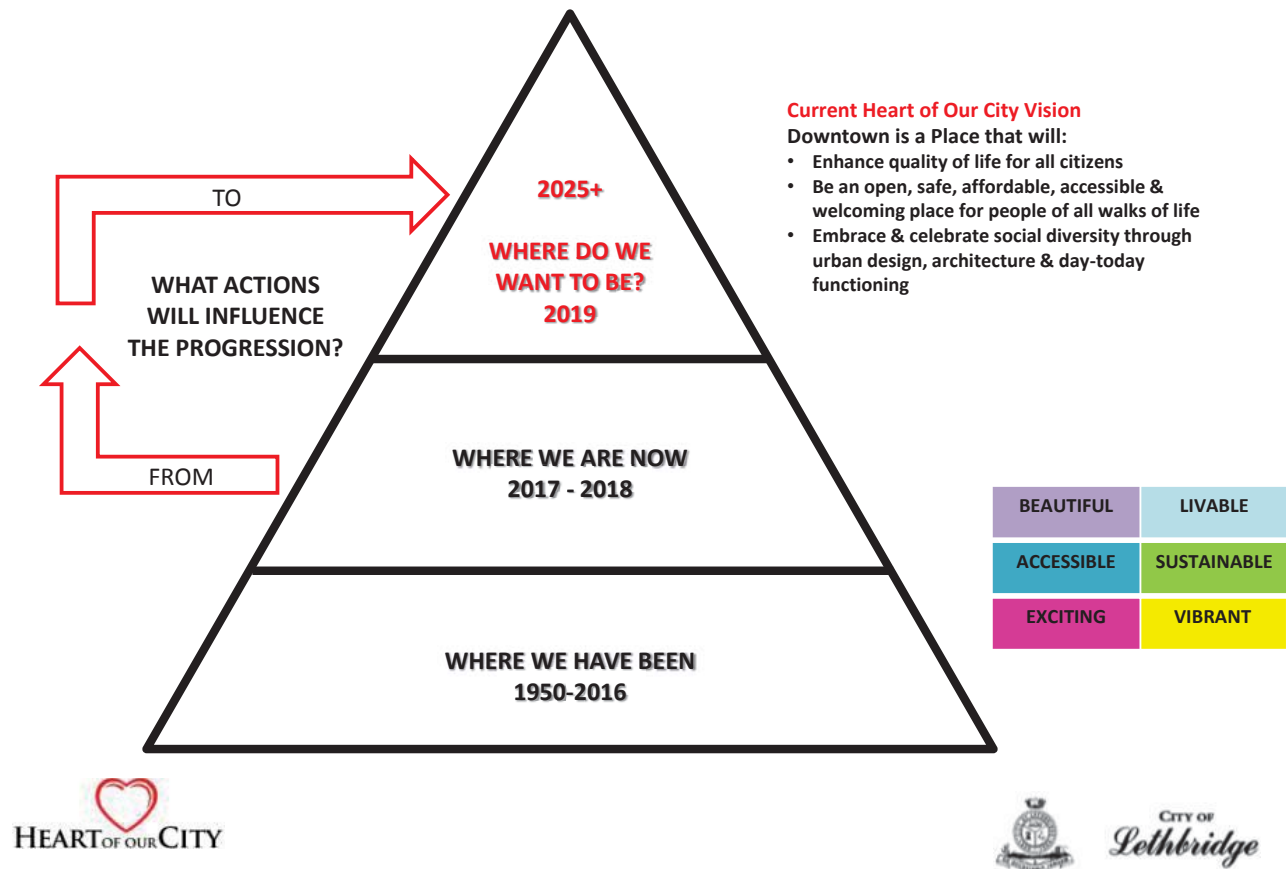 Current Heart of Our City Vision
Downtown is a Place that will:
• Enhance quality of life for all citizens
• Be an open, safe, affordable, accessible &
welcoming place for people of all walks of life
• Embrace & celebrate social diversity through
urban design, architecture & day-today
functioning
TO
WHAT ACTIONS
WILL INFLUENCE
THE PROGRESSION?
FROM
2025+
WHERE DO WE
WANT TO BE?
2019
WHERE WE ARE NOW
2017 - 2018
WHERE WE HAVE BEEN
1950-2016
BEAUTIFUL LIVABLE
ACCESSIBLE SUSTAINABLE
EXCITING VIBRANT
HEART OF OUR CITY
CITY OF
Lethbridge